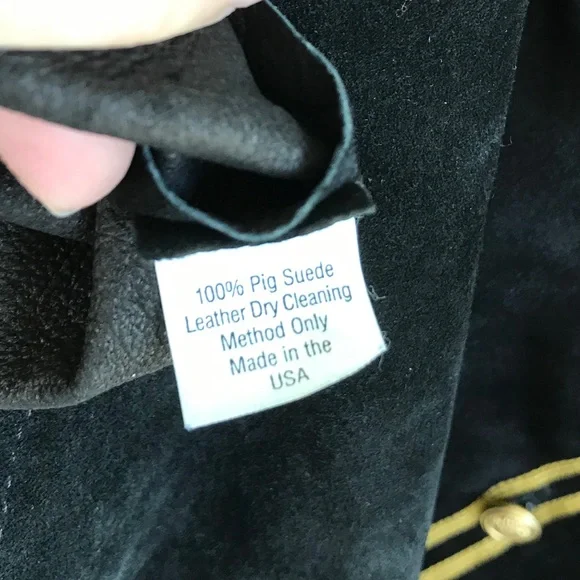 100% Pig Suede
Leather Dry Cleaning
Method Only
Made in the
USA